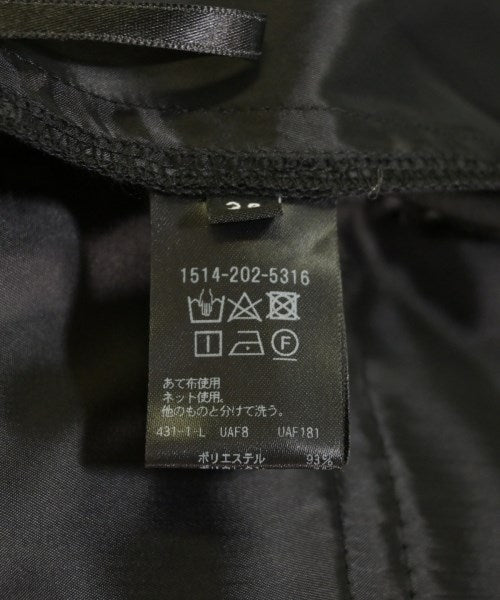 1514-202-5316
あて布使用
ネット使用。
他のものと分けて洗う。
431-1-L UAF8 UAF181
ポリエステル 93%